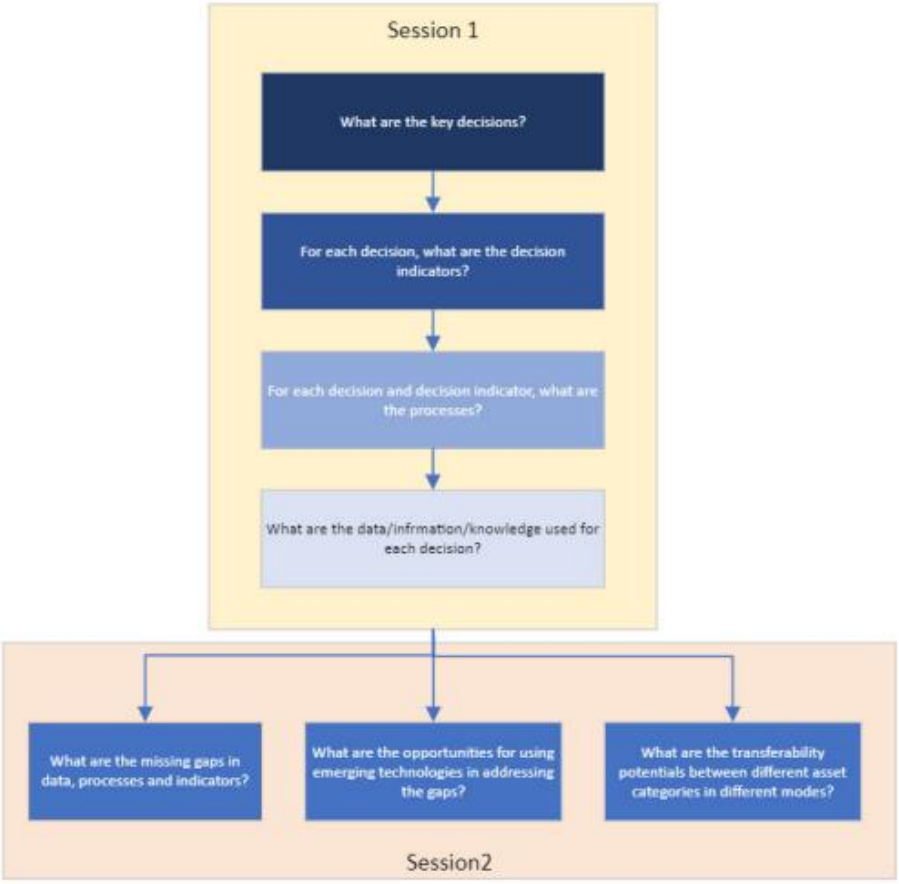 Session 1
What are the key decisions?
For each decision, what are the decision
indicators?
For each decision and decision indicator, what are
the processes?
What are the data/infrmation/knowledge used for
each decision?
What are the missing gaps in
data, processes and indicators?
What are the opportunities for using
emerging technologies in addressing
the gaps?
What are the transferability
potentials between different asset
categories in different modes?
Session2